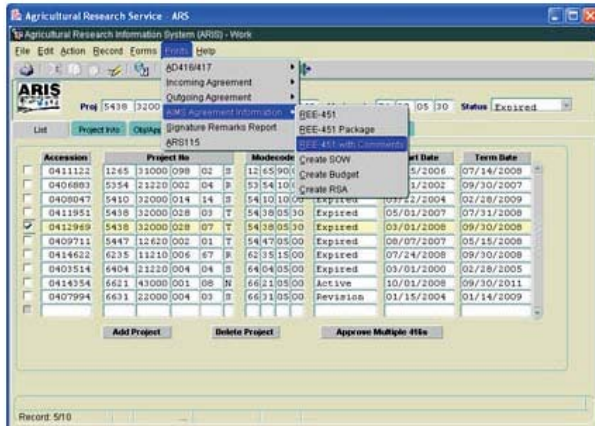 Agricultural Research Service - ARS
Agricultural Research Information System (ARIS) - Work
File Edit Action Record Forms Prints Help
AD416/417
Incoming Agreement
Outgoing Agreement
AIMS Agreement Information
Signature Remarks Report
ARS115
REE-451
REE-451 Package
REE-451 with Comments
Create SOW
Create Budget
Create RSA
ARIS
Proj 5438 3200 05 30 Status Expired
List Project Info Obj/App
Accession Project No Modecode Start Date Term Date
0411122 1265 31000 098 02 S 12 65 90 5/2006 07/14/2008
0406883 5354 21220 002 04 R 53 54 10 1/2002 09/30/2007
0408047 5410 32000 014 14 S 54 10 10 00 Expired 03/22/2004 02/28/2009
0411951 5438 32000 028 03 T 54 38 05 30 Expired 05/01/2007 07/31/2008
0412969 5438 32000 028 07 T 54 38 05 30 Expired 03/01/2008 09/30/2008
0409711 5447 12620 002 01 T 54 47 05 00 Expired 08/07/2007 05/15/2008
0414622 6235 11210 006 67 R 62 35 15 00 Expired 07/24/2008 09/30/2008
0403514 6404 21220 004 04 S 64 04 05 00 Expired 03/01/2000 02/28/2005
0414354 6621 43000 001 08 N 66 21 05 00 Active 10/01/2008 09/30/2011
0407994 6631 22000 004 03 S 66 31 05 00 Revision 01/15/2004 01/14/2009
Add Project Delete Project Approve Multiple 416s
Record: 5/10